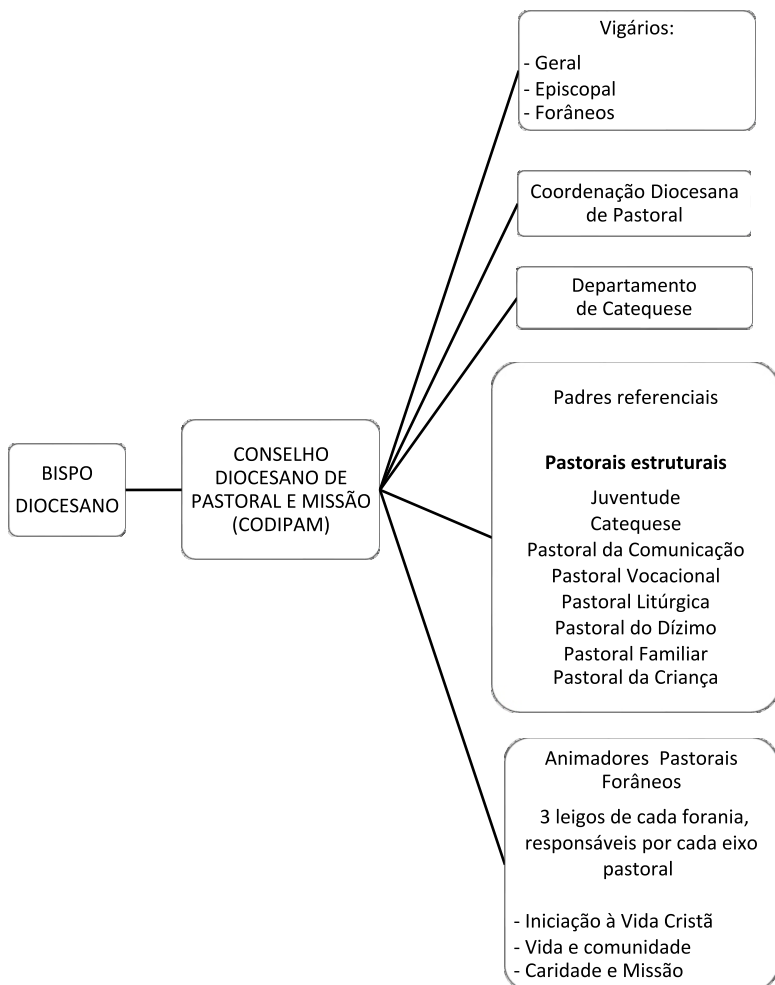 Vigários:
- Geral
- Episcopal
- Forâneos
Coordenação Diocesana
de Pastoral
Departamento
de Catequese
Padres referenciais
Pastorais estruturais
Juventude
Catequese
Pastoral da Comunicação
Pastoral Vocacional
Pastoral Litúrgica
Pastoral do Dízimo
Pastoral Familiar
Pastoral da Criança
BISPO
DIOCESANO
CONSELHO
DIOCESANO DE
PASTORAL E MISSÃO
(CODIPAM)
Animadores Pastorais
Forâneos
3 leigos de cada forania,
responsáveis por cada eixo
pastoral
- Iniciação à Vida Cristã
- Vida e comunidade
- Caridade e Missão